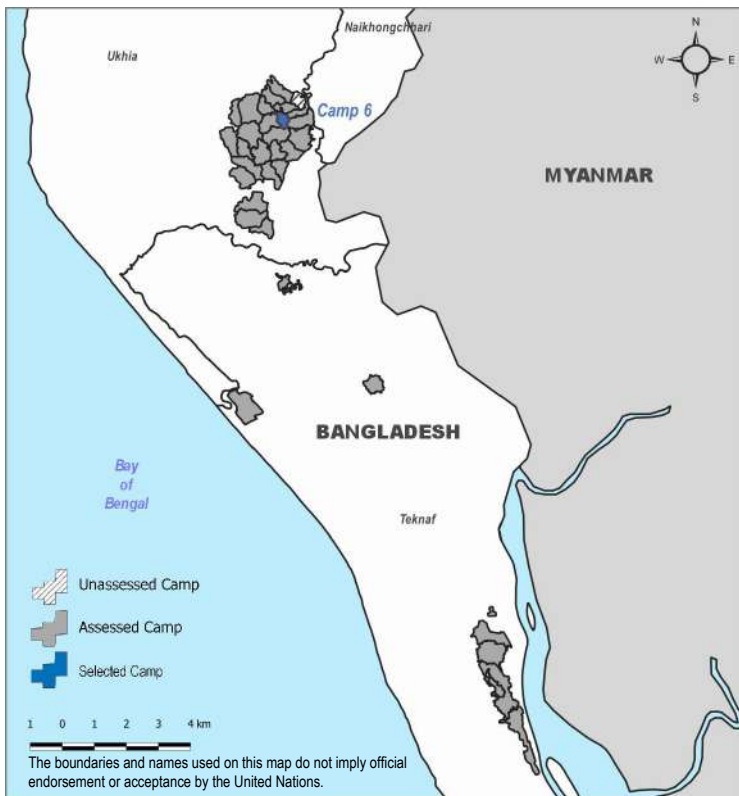 Naikhongchhari
N
Ukhia
W E
S
Camp 6
MYANMAR
BANGLADESH
Bay
of
Bengal
Teknaf
Unassessed Camp
Assessed Camp
Selected Camp
1 0 1 2 3 4 km
The boundaries and names used on this map do not imply official
endorsement or acceptance by the United Nations.